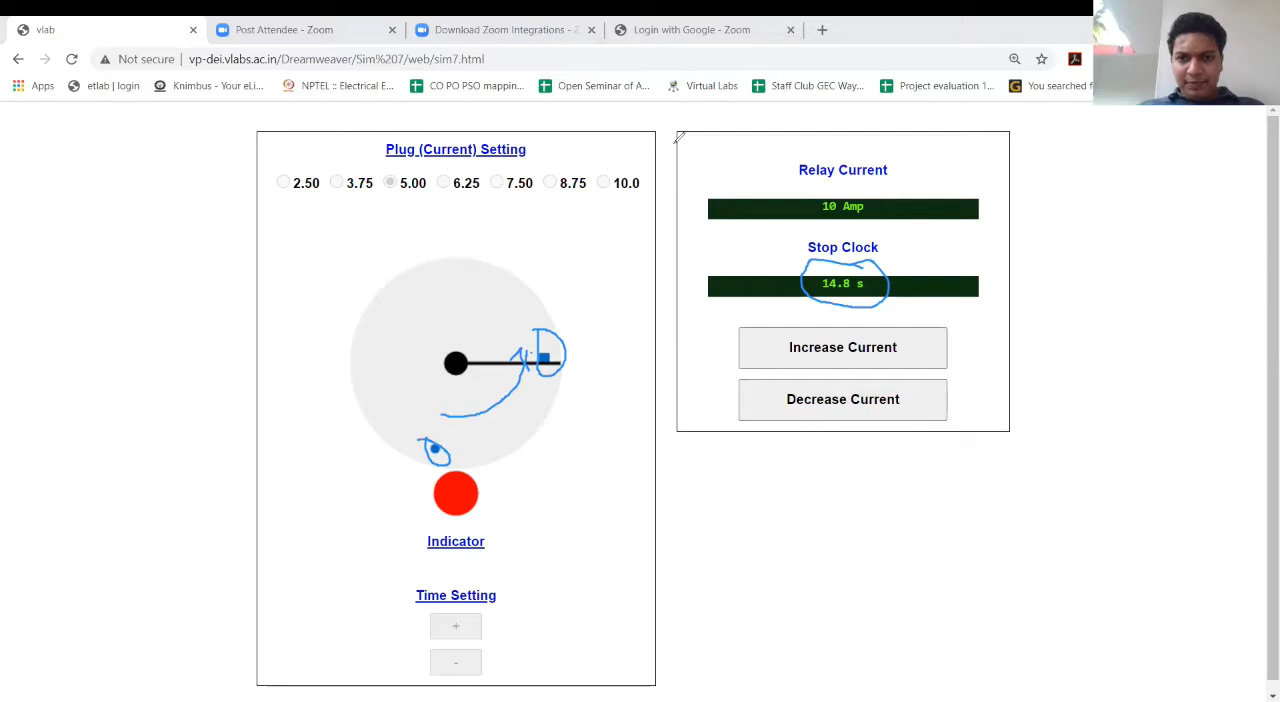 vlab
Post Attendee - Zoom
Download Zoom Integrations - Z
Login with Google - Zoom
Not secure | vp-dei.vlabs.ac.in/Dreamweaver/Sim%207/web/sim7.html
Apps
etlab | login
Knimbus - Your eLi...
NPEL :: Electrical E...
CO PO PSO mappin...
Open Seminar of A...
Virtual Labs
Staff Club GEC Way...
Project evaluation 1...
You searched f
Plug (Current) Setting
2.50 3.75 5.00 6.25 7.50 8.75 10.0
Indicator
Time Setting
+
-
Relay Current
10 Amp
Stop Clock
14.8 s
Increase Current
Decrease Current